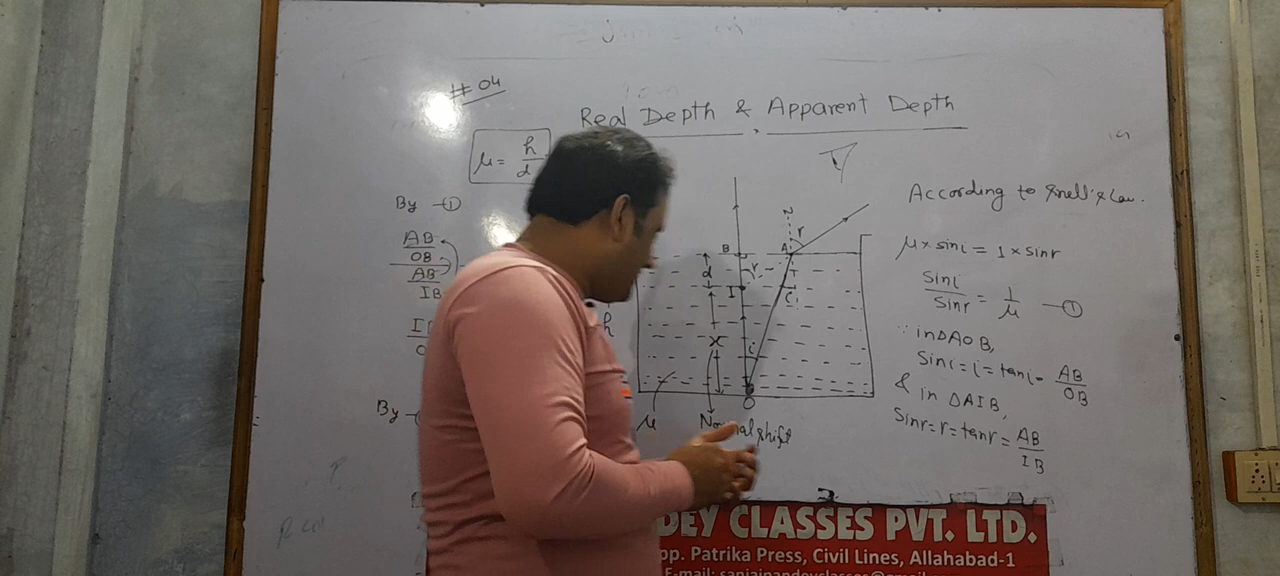 # 04
Real Depth & Apparent Depth
μ = h/d
By ①
AB
OB
AB
IB
h
By
B
A
N
r
d
r
I
C
x
i
O
μ
Normal shift
According to Snell's Law.
μ × sini = 1 × sinr
sini/sinr = 1/μ — ①
∵ in ΔAOB,
sini = i = tani = AB/OB
& in ΔAIB,
sinr = r = tanr = AB/IB
DEY CLASSES PVT. LTD.
pp. Patrika Press, Civil Lines, Allahabad-1